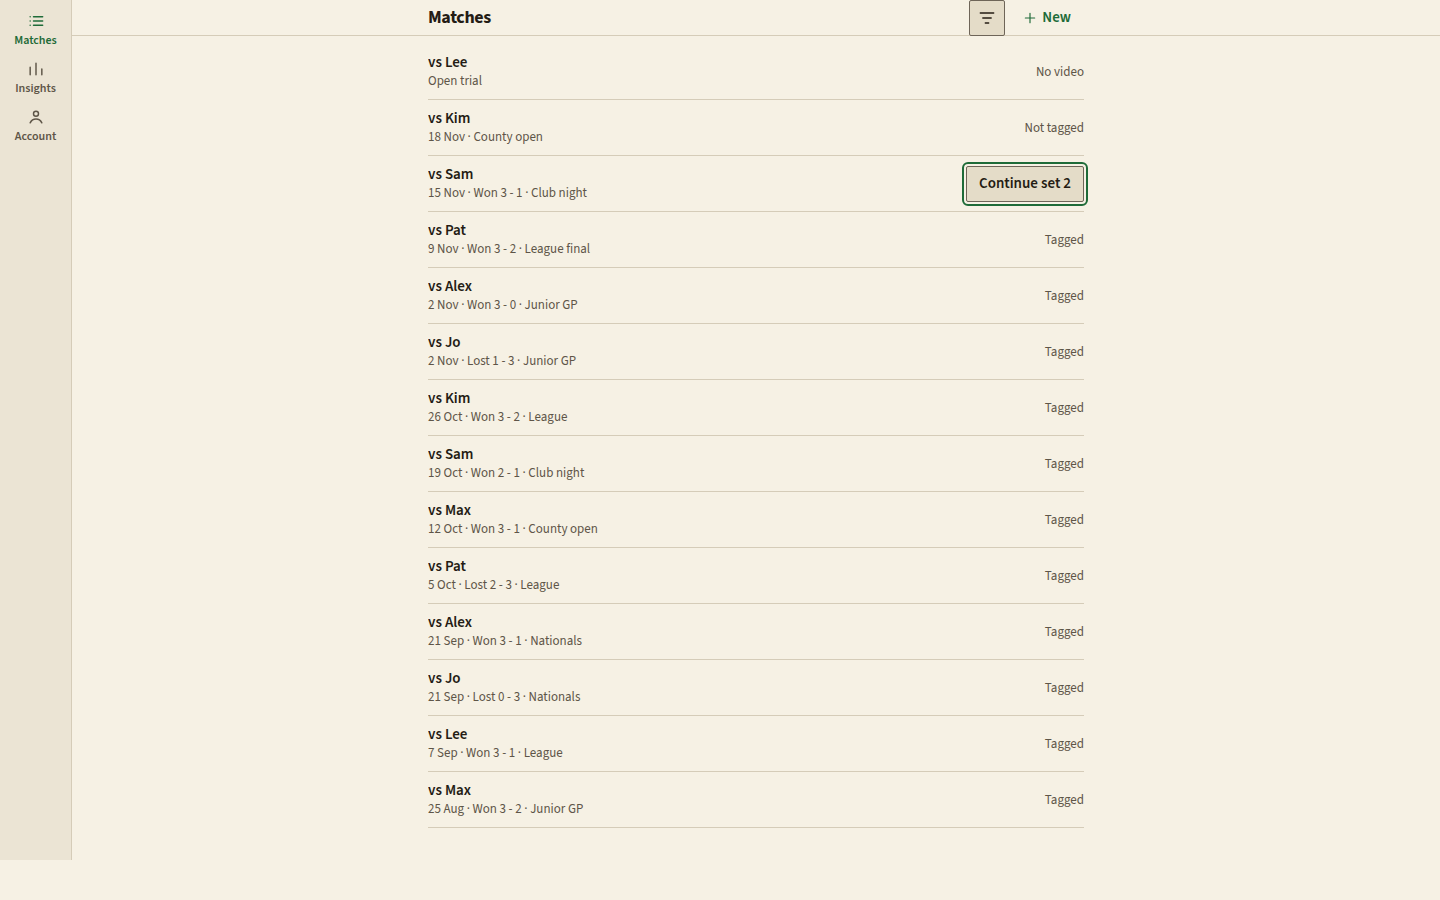 Matches
Insights
Account
Matches
New
vs Lee
Open trial
No video
vs Kim
18 Nov · County open
Not tagged
vs Sam
15 Nov · Won 3 - 1 · Club night
Continue set 2
vs Pat
9 Nov · Won 3 - 2 · League final
Tagged
vs Alex
2 Nov · Won 3 - 0 · Junior GP
Tagged
vs Jo
2 Nov · Lost 1 - 3 · Junior GP
Tagged
vs Kim
26 Oct · Won 3 - 2 · League
Tagged
vs Sam
19 Oct · Won 2 - 1 · Club night
Tagged
vs Max
12 Oct · Won 3 - 1 · County open
Tagged
vs Pat
5 Oct · Lost 2 - 3 · League
Tagged
vs Alex
21 Sep · Won 3 - 1 · Nationals
Tagged
vs Jo
21 Sep · Lost 0 - 3 · Nationals
Tagged
vs Lee
7 Sep · Won 3 - 1 · League
Tagged
vs Max
25 Aug · Won 3 - 2 · Junior GP
Tagged